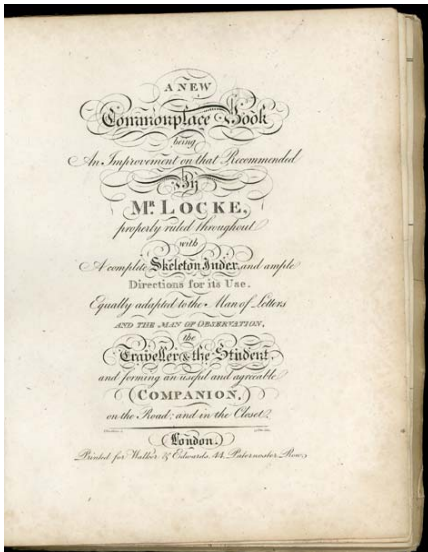 A NEW
Commonplace Book
being
An Improvement on that Recommended
By
MR. LOCKE,
properly ruled throughout
with
A complete Skeleton Index, and ample
Directions for its Use.
Equally adapted to the Man of Letters
AND THE MAN OF OBSERVATION,
the
Traveller & the Student,
and forming an useful and agreeable
COMPANION,
on the Road; and in the Closet.
London.
Printed for Walker & Edwards, 44, Paternoster Row.